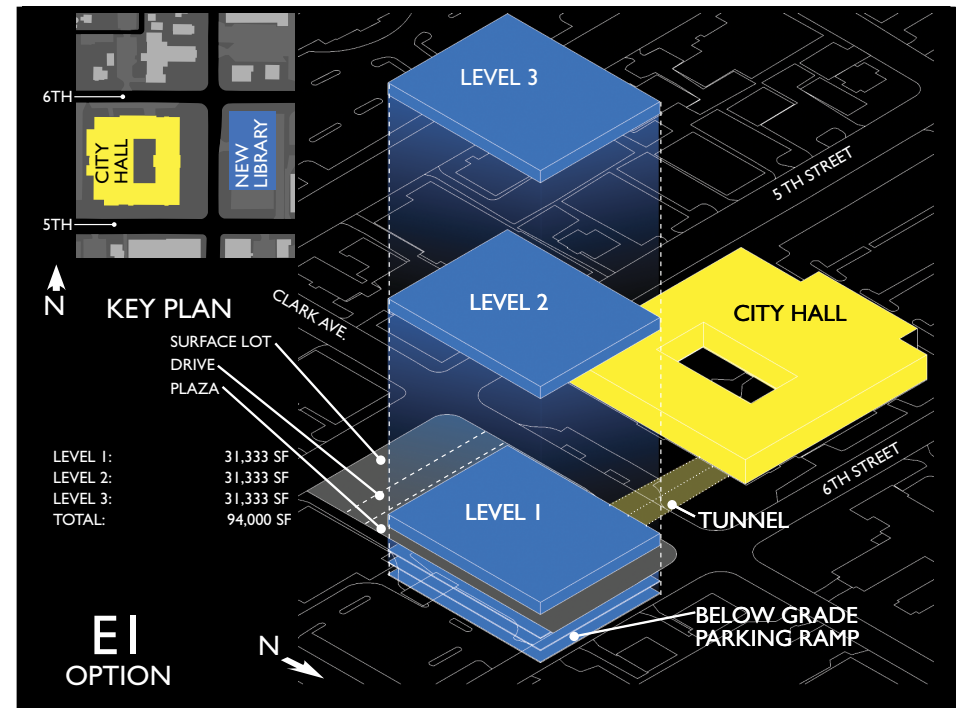 6TH
CITY
HALL
NEW
LIBRARY
5TH
N
KEY PLAN
LEVEL 3
5TH STREET
CLARK AVE.
LEVEL 2
CITY HALL
SURFACE LOT
DRIVE
PLAZA
LEVEL 1: 31,333 SF
LEVEL 2: 31,333 SF
LEVEL 3: 31,333 SF
TOTAL: 94,000 SF
6TH STREET
LEVEL 1
TUNNEL
BELOW GRADE
PARKING RAMP
E1
OPTION
N